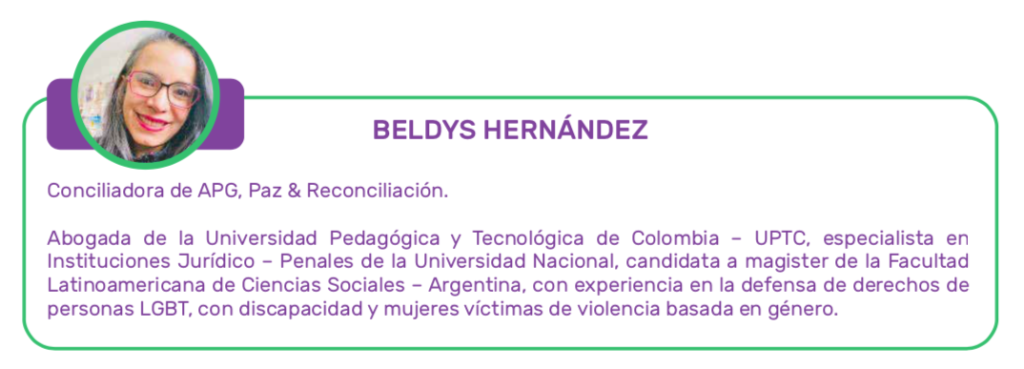 BELDYS HERNÁNDEZ
Conciliadora de APG, Paz & Reconciliación.
Abogada de la Universidad Pedagógica y Tecnológica de Colombia – UPTC, especialista en
Instituciones Jurídico – Penales de la Universidad Nacional, candidata a magister de la Facultad
Latinoamericana de Ciencias Sociales – Argentina, con experiencia en la defensa de derechos de
personas LGBT, con discapacidad y mujeres víctimas de violencia basada en género.